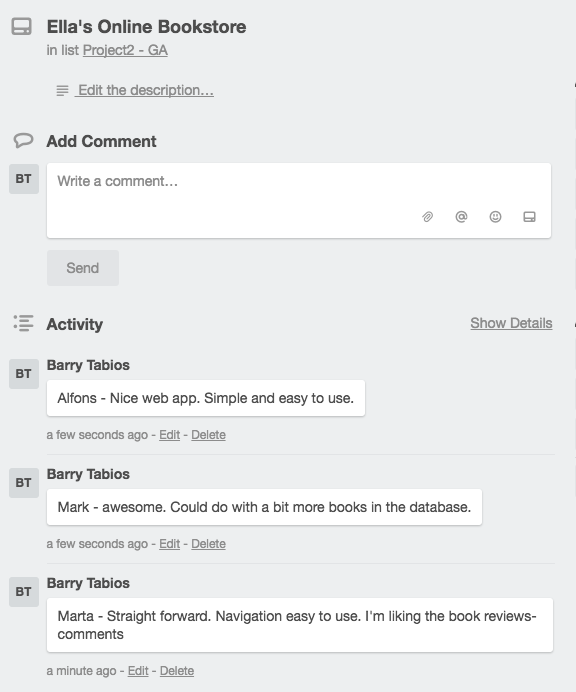 Ella's Online Bookstore
in list Project2 - GA
Edit the description...
Add Comment
BT
Write a comment...
Send
Activity
Show Details
BT
Barry Tabios
Alfons - Nice web app. Simple and easy to use.
a few seconds ago - Edit - Delete
BT
Barry Tabios
Mark - awesome. Could do with a bit more books in the database.
a few seconds ago - Edit - Delete
BT
Barry Tabios
Marta - Straight forward. Navigation easy to use. I'm liking the book reviews-
comments
a minute ago - Edit - Delete